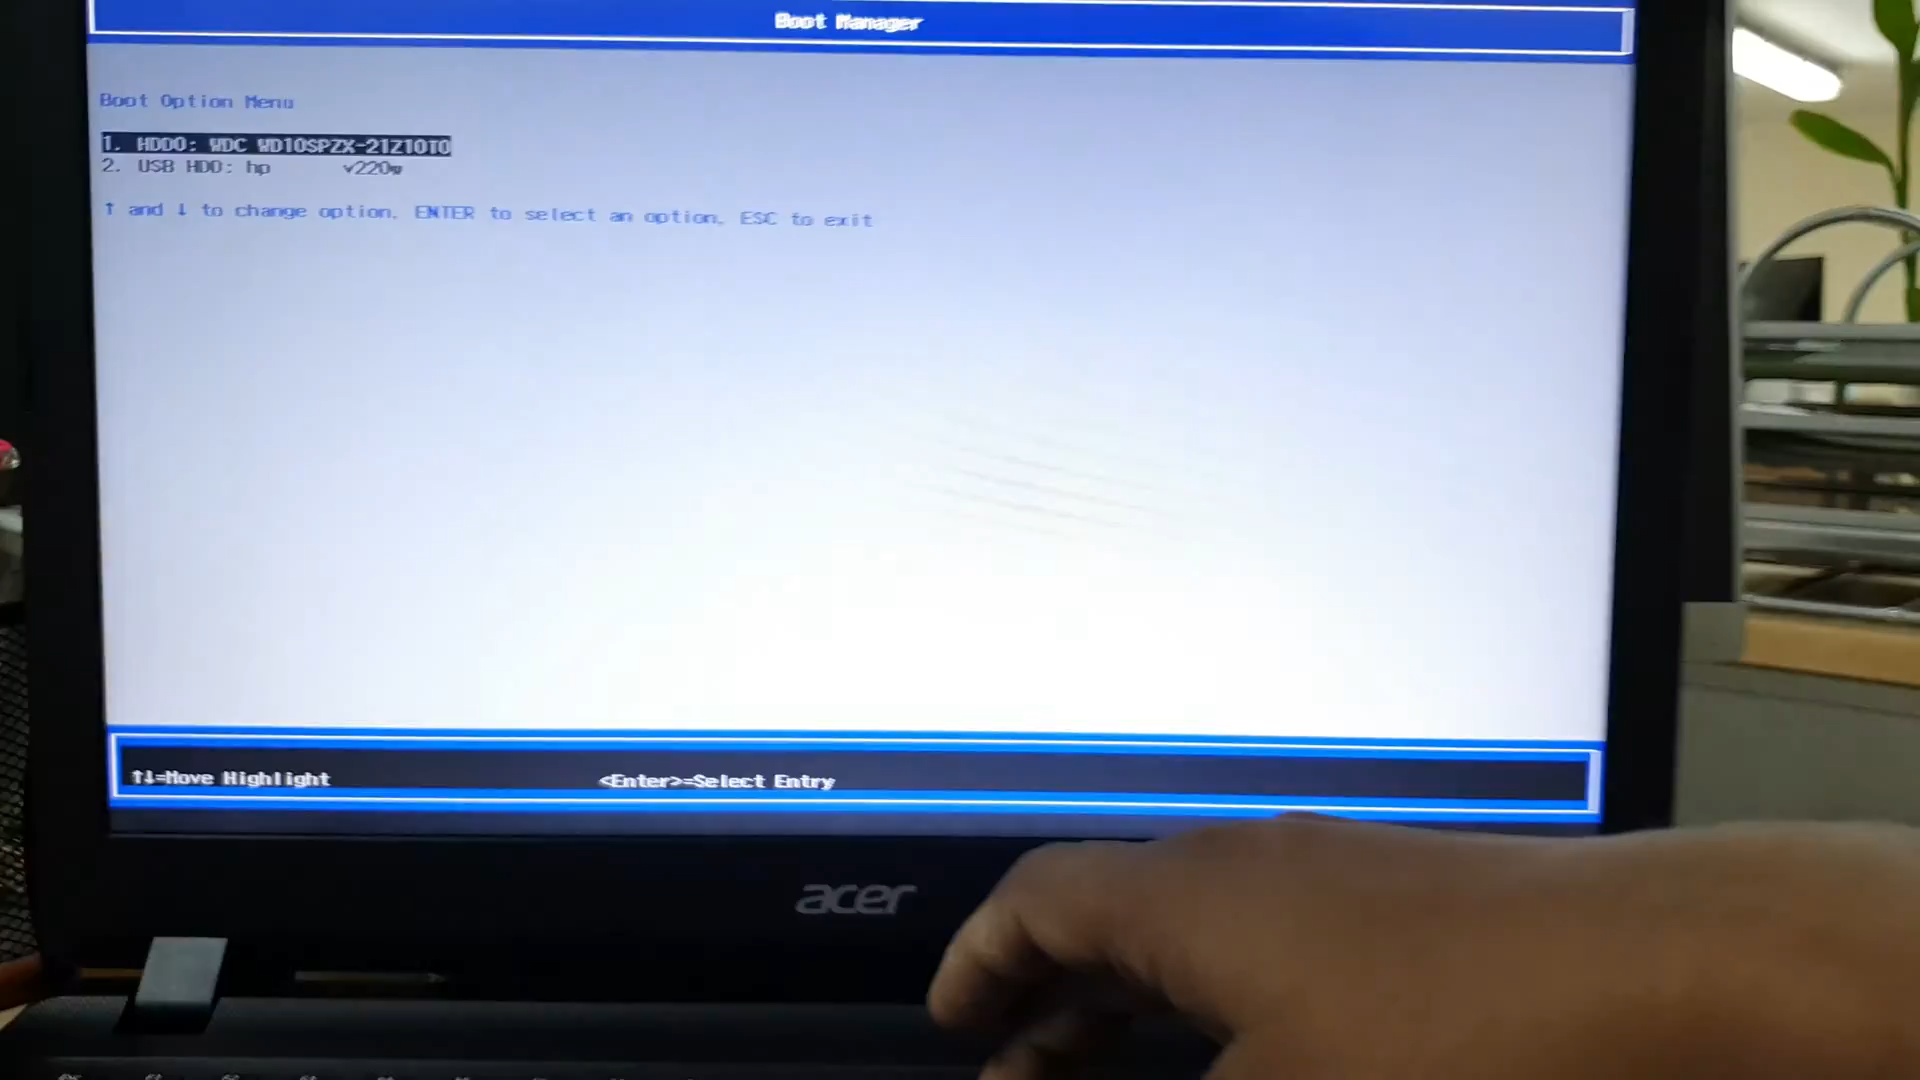 Boot Manager
Boot Option Menu
1. HDD0: WDC WD10SPZX-21Z10T0
2. USB HDD: hp v220w
↑ and ↓ to change option, ENTER to select an option, ESC to exit
↑↓=Move Highlight <Enter>=Select Entry
acer